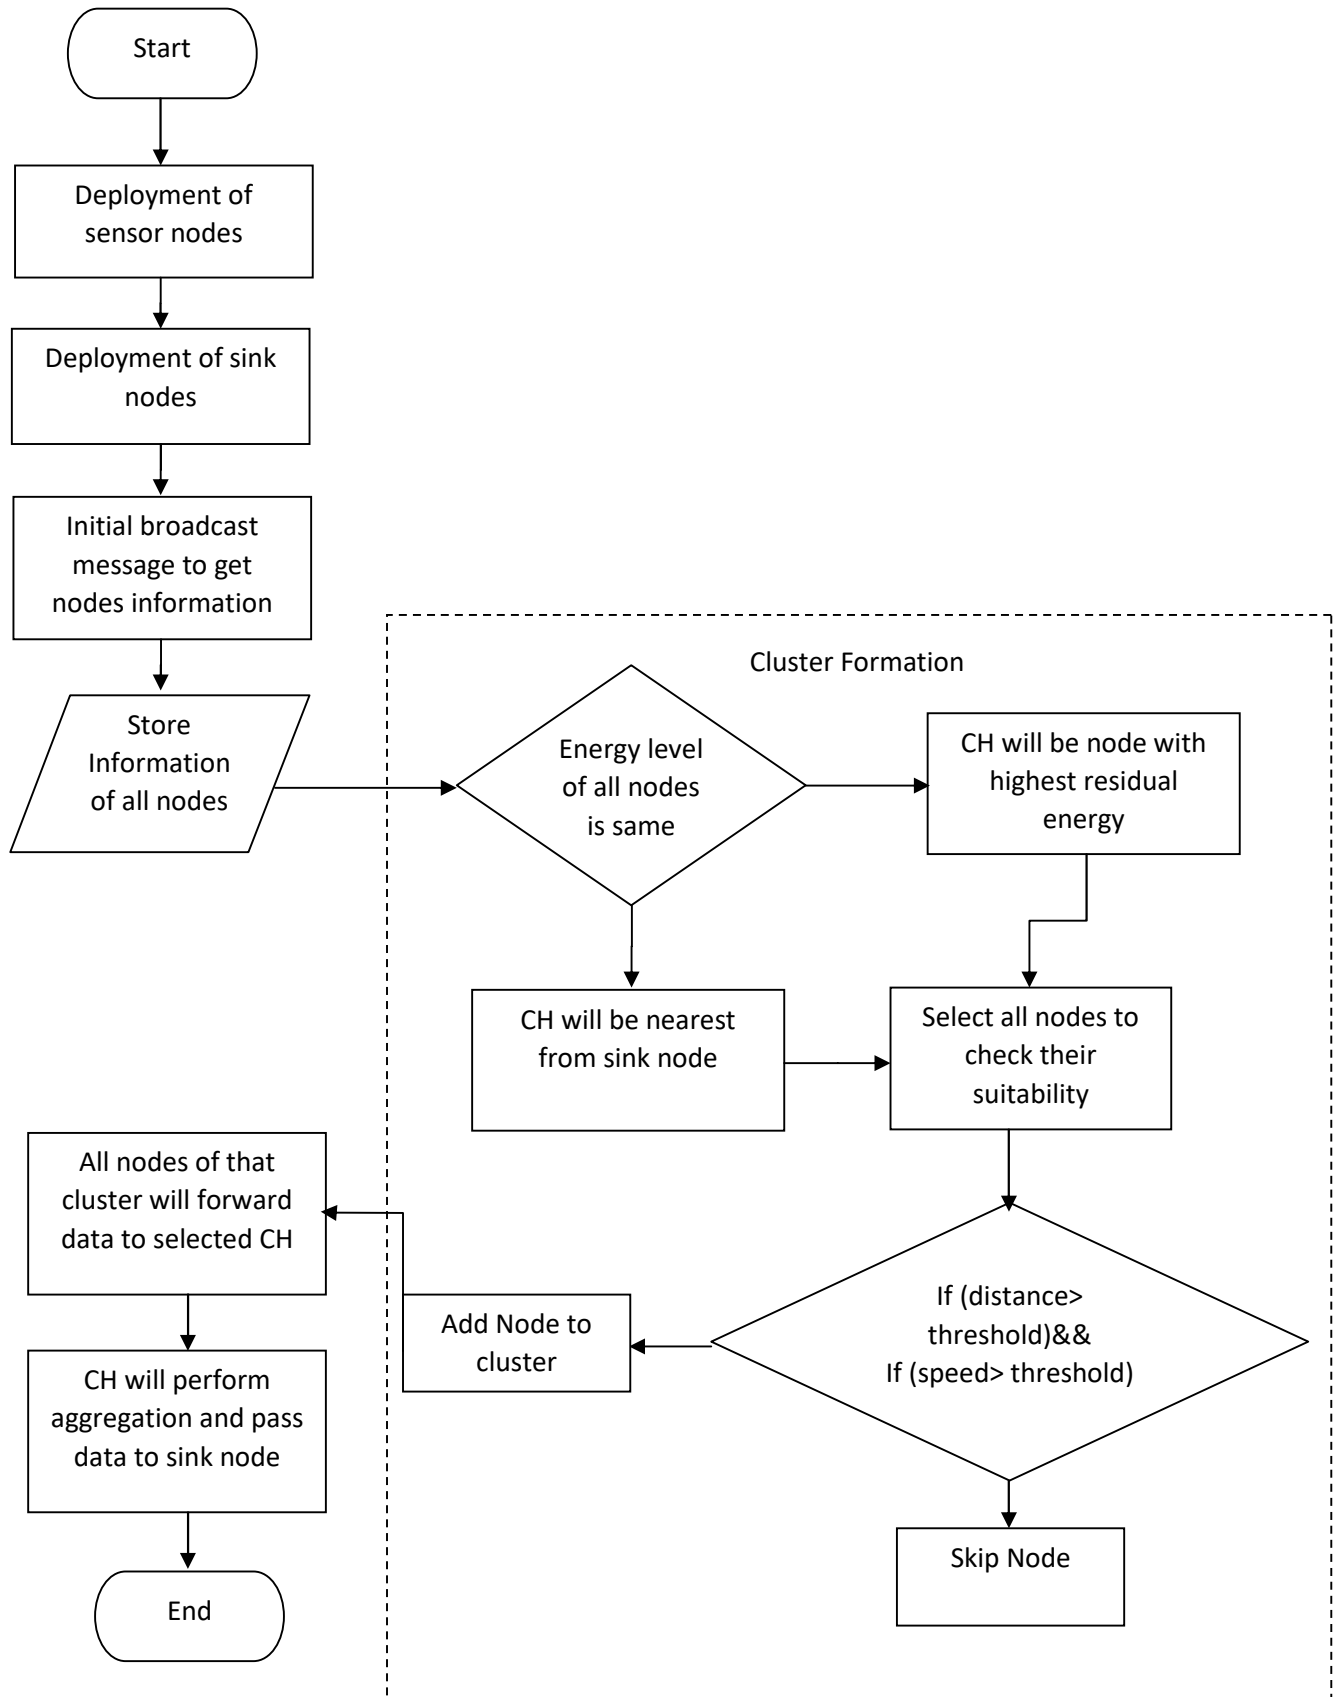 Start
Deployment of
sensor nodes
Deployment of sink
nodes
Initial broadcast
message to get
nodes information
Store
Information
of all nodes
Cluster Formation
Energy level
of all nodes
is same
CH will be node with
highest residual
energy
CH will be nearest
from sink node
Select all nodes to
check their
suitability
If (distance>
threshold)&&
If (speed> threshold)
Skip Node
Add Node to
cluster
All nodes of that
cluster will forward
data to selected CH
CH will perform
aggregation and pass
data to sink node
End